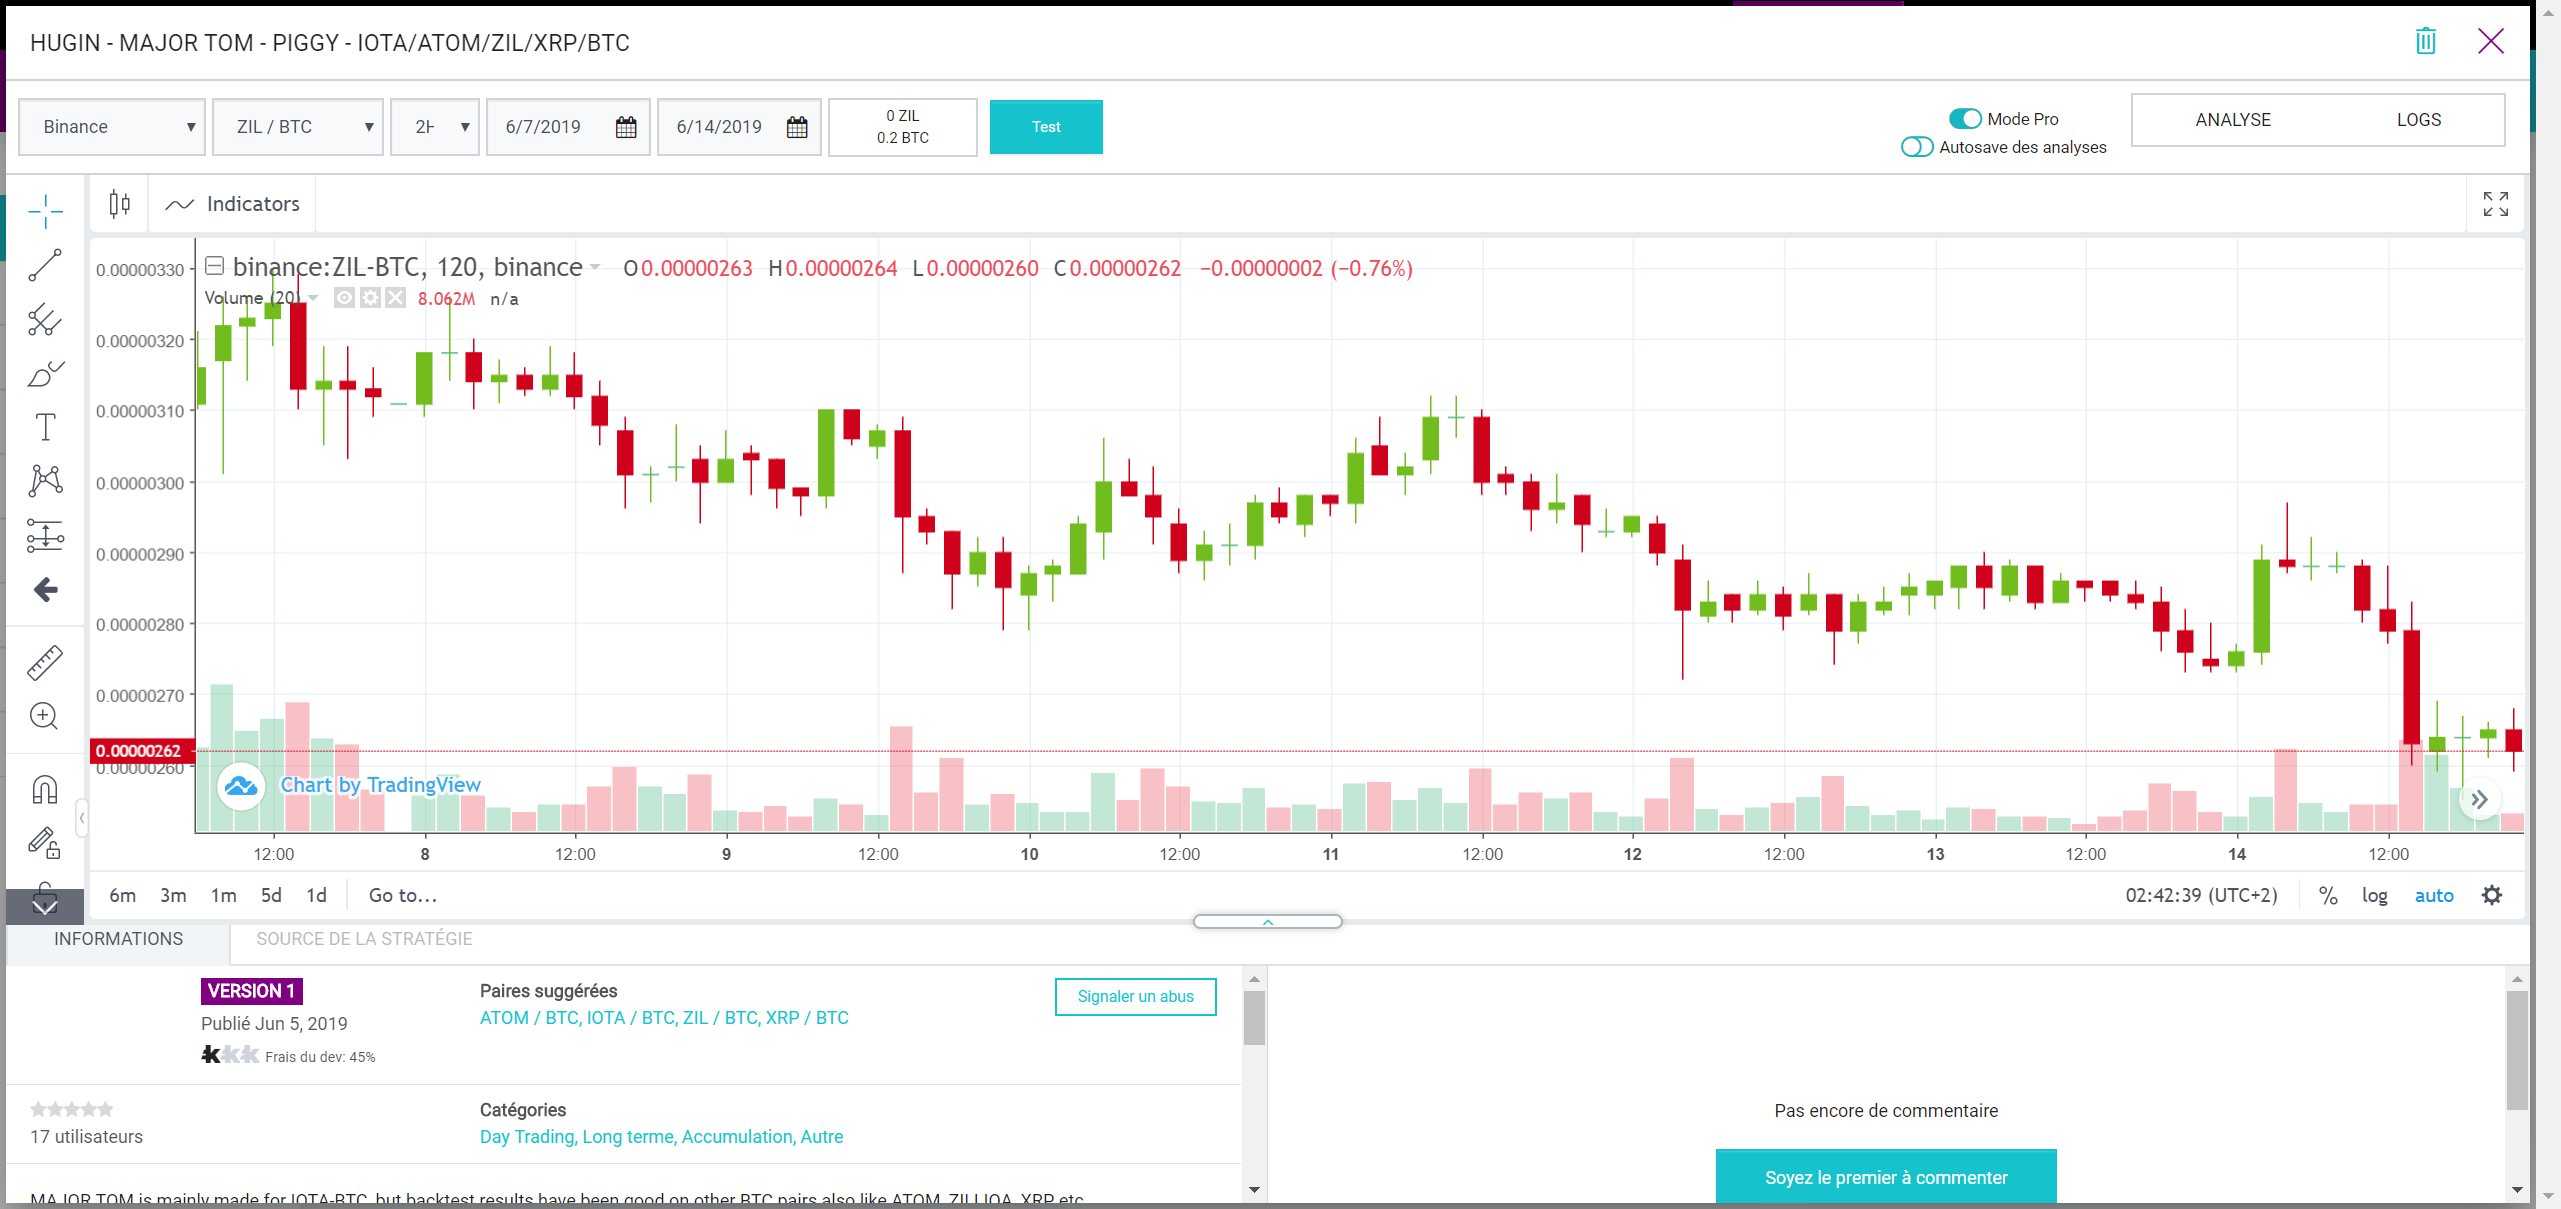 HUGIN - MAJOR TOM - PIGGY - IOTA/ATOM/ZIL/XRP/BTC
Binance
ZIL / BTC
6/7/2019
6/14/2019
0 ZIL
0.2 BTC
Test
Mode Pro
Autosave des analyses
ANALYSE
LOGS
Indicators
binance:ZIL-BTC, 120, binance O0.00000263 H0.00000264 L0.00000260 C0.00000262 −0.00000002 (−0.76%)
Volume (20) 8.062M n/a
0.00000330
0.00000320
0.00000310
0.00000300
0.00000290
0.00000280
0.00000270
0.00000262
0.00000260
Chart by TradingView
12:00 8 12:00 9 12:00 10 12:00 11 12:00 12 12:00 13 12:00 14 12:00
6m 3m 1m 5d 1d Go to...
02:42:39 (UTC+2) % log auto
INFORMATIONS
SOURCE DE LA STRATÉGIE
VERSION 1
Publié Jun 5, 2019
Frais du dev: 45%
Paires suggérées
ATOM / BTC, IOTA / BTC, ZIL / BTC, XRP / BTC
Signaler un abus
17 utilisateurs
Catégories
Day Trading, Long terme, Accumulation, Autre
MAJOR TOM is mainly made for IOTA-BTC, but backtest results have been good on other BTC pairs also like ATOM,
Pas encore de commentaire
Soyez le premier à commenter